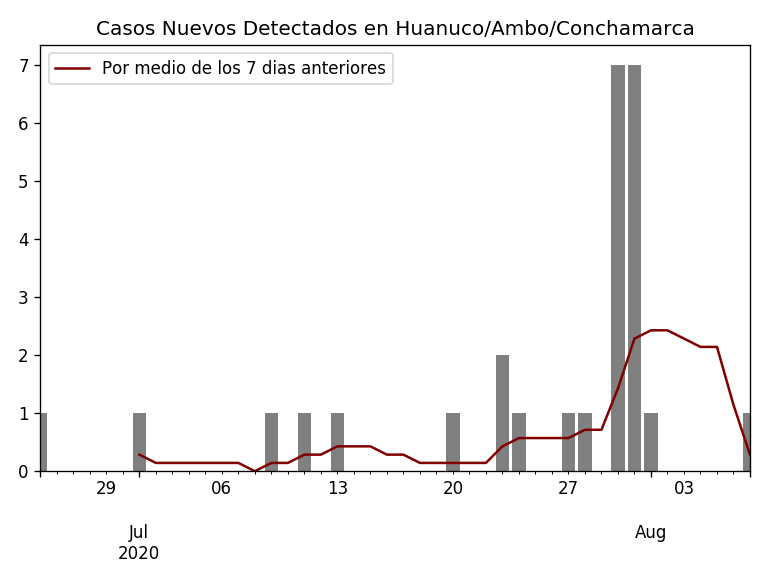 Casos Nuevos Detectados en Huanuco/Ambo/Conchamarca
Por medio de los 7 dias anteriores
7
6
5
4
3
2
1
0
29 06 13 20 27 03
Jul Aug
2020